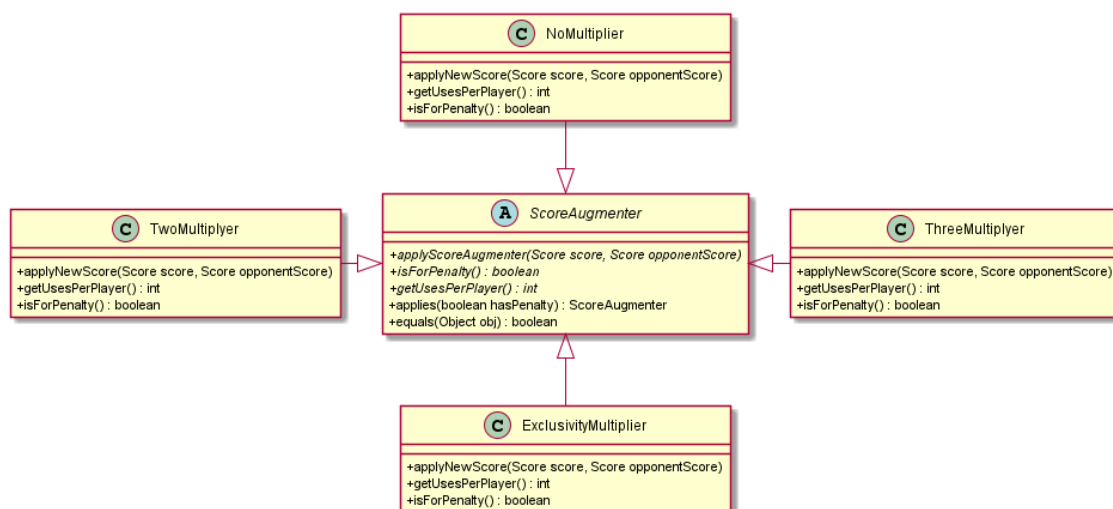 C NoMultiplier
+applyNewScore(Score score, Score opponentScore)
+getUsesPerPlayer() : int
+isForPenalty() : boolean
C TwoMultiplyer
+applyNewScore(Score score, Score opponentScore)
+getUsesPerPlayer() : int
+isForPenalty() : boolean
A ScoreAugmenter
+applyScoreAugmenter(Score score, Score opponentScore)
+isForPenalty() : boolean
+getUsesPerPlayer() : int
+applies(boolean hasPenalty) : ScoreAugmenter
+equals(Object obj) : boolean
C ThreeMultiplyer
+applyNewScore(Score score, Score opponentScore)
+getUsesPerPlayer() : int
+isForPenalty() : boolean
C ExclusivityMultiplier
+applyNewScore(Score score, Score opponentScore)
+getUsesPerPlayer() : int
+isForPenalty() : boolean